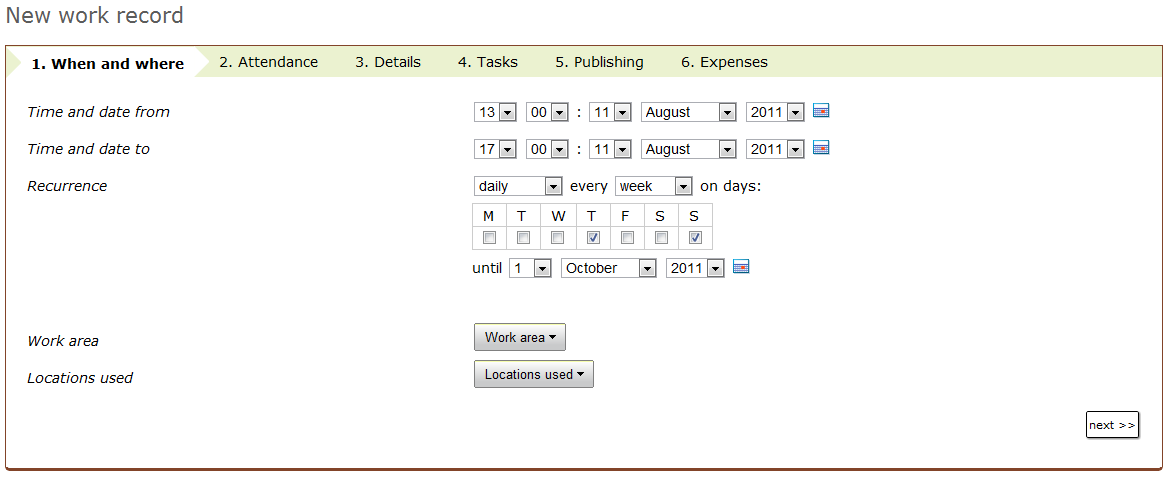 New work record
1. When and where 2. Attendance 3. Details 4. Tasks 5. Publishing 6. Expenses
Time and date from 13 00 : 11 August 2011
Time and date to 17 00 : 11 August 2011
Recurrence daily every week on days:
M T W T F S S
until 1 October 2011
Work area Work area
Locations used Locations used
next >>